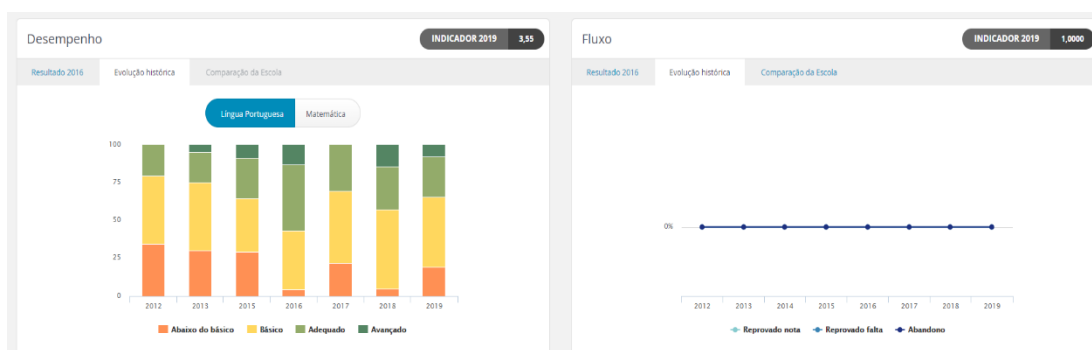 Desempenho
INDICADOR 2019 3,55
Resultado 2016 Evolução histórica Comparação da Escola
Língua Portuguesa Matemática
100
75
50
25
0
2012 2013 2015 2016 2017 2018 2019
Abaixo do básico Básico Adequado Avançado
Fluxo
INDICADOR 2019 1,0000
Resultado 2016 Evolução histórica Comparação da Escola
0%
2012 2013 2014 2015 2016 2017 2018 2019
Reprovado nota Reprovado falta Abandono